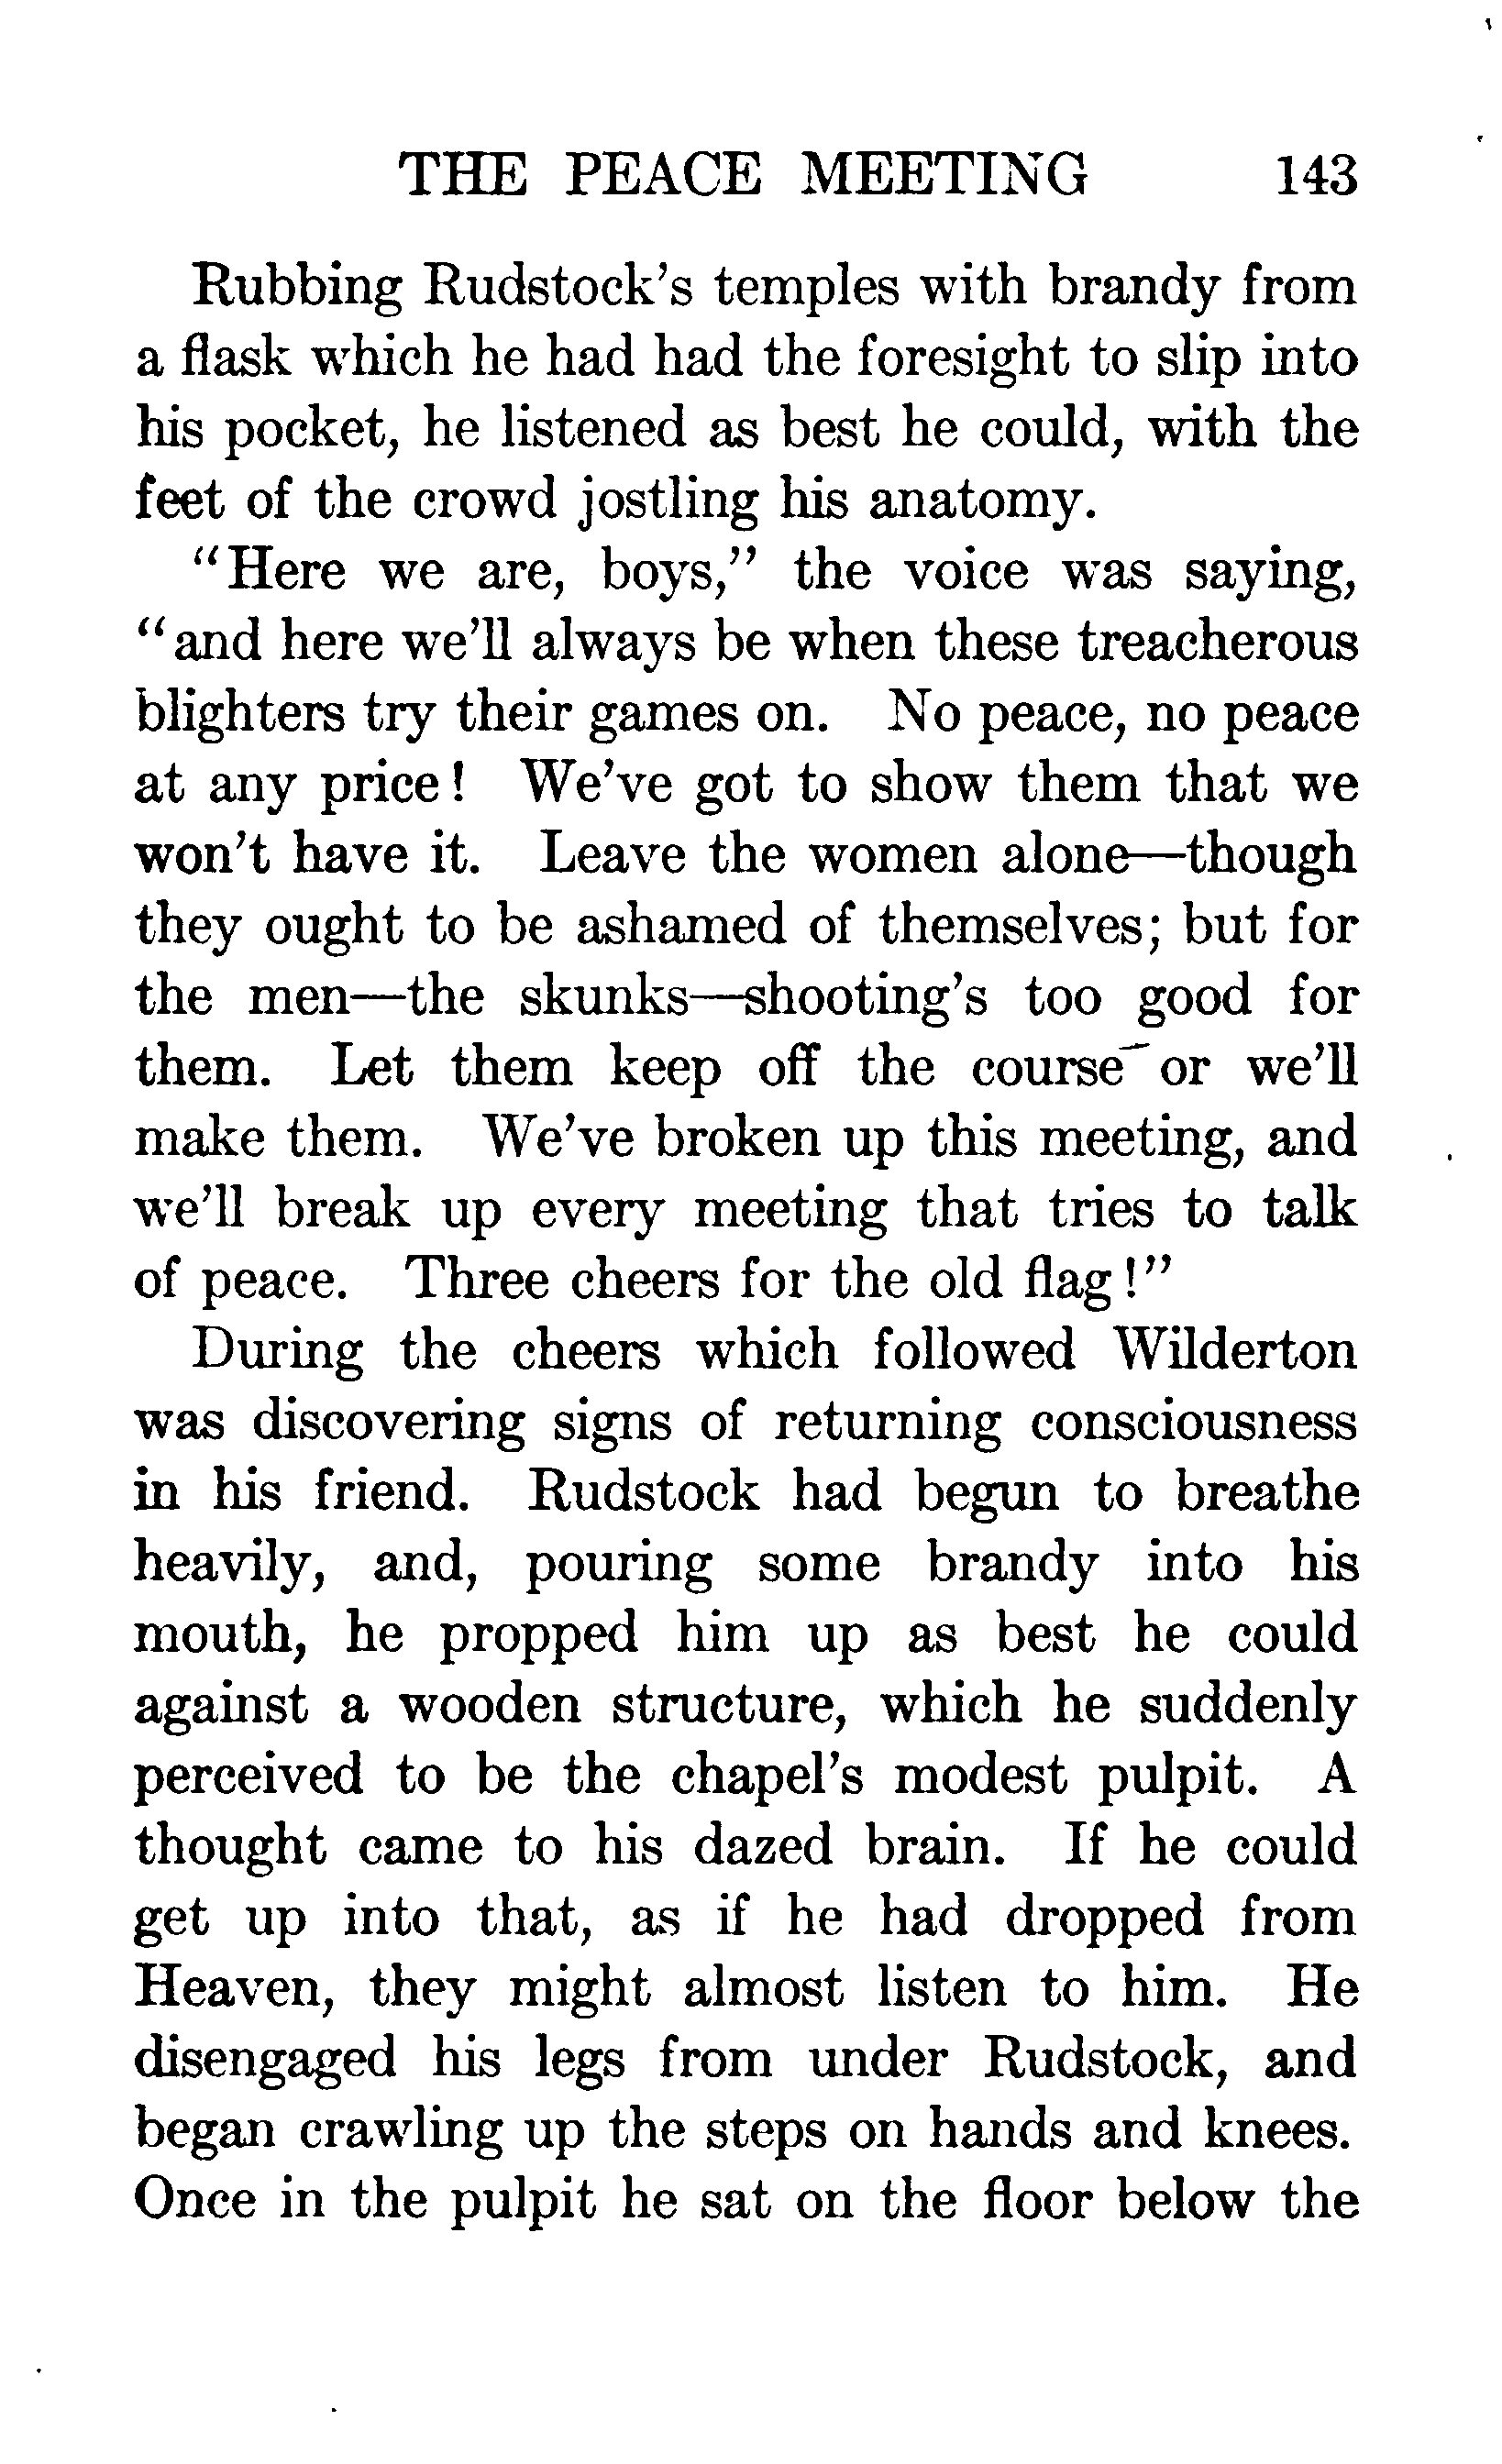 THE PEACE MEETING 143
Rubbing Rudstock's temples with brandy from
a flask which he had had the foresight to slip into
his pocket, he listened as best he could, with the
feet of the crowd jostling his anatomy.
"Here we are, boys," the voice was saying,
"and here we'll always be when these treacherous
blighters try their games on. No peace, no peace
at any price! We've got to show them that we
won't have it. Leave the women alone—though
they ought to be ashamed of themselves; but for
the men—the skunks—shooting's too good for
them. Let them keep off the course or we'll
make them. We've broken up this meeting, and
we'll break up every meeting that tries to talk
of peace. Three cheers for the old flag!"
During the cheers which followed Wilderton
was discovering signs of returning consciousness
in his friend. Rudstock had begun to breathe
heavily, and, pouring some brandy into his
mouth, he propped him up as best he could
against a wooden structure, which he suddenly
perceived to be the chapel's modest pulpit. A
thought came to his dazed brain. If he could
get up into that, as if he had dropped from
Heaven, they might almost listen to him. He
disengaged his legs from under Rudstock, and
began crawling up the steps on hands and knees.
Once in the pulpit he sat on the floor below the